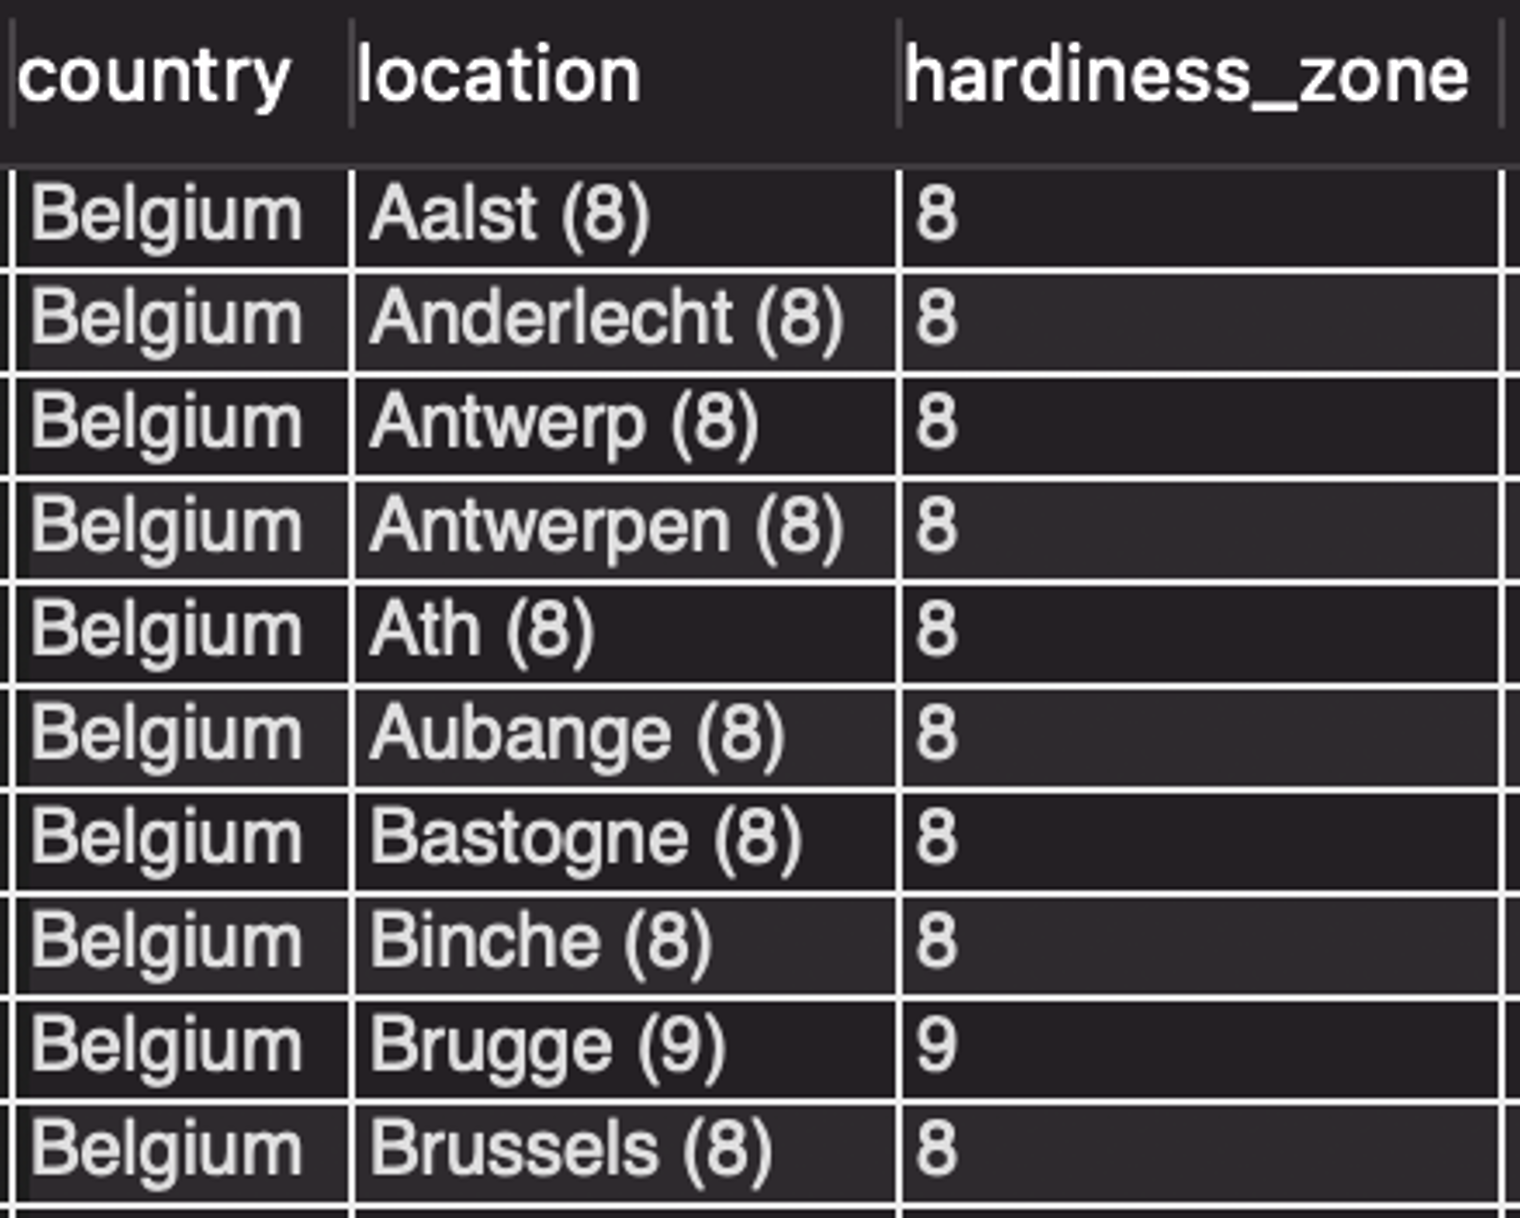 country location hardiness_zone
Belgium Aalst (8) 8
Belgium Anderlecht (8) 8
Belgium Antwerp (8) 8
Belgium Antwerpen (8) 8
Belgium Ath (8) 8
Belgium Aubange (8) 8
Belgium Bastogne (8) 8
Belgium Binche (8) 8
Belgium Brugge (9) 9
Belgium Brussels (8) 8